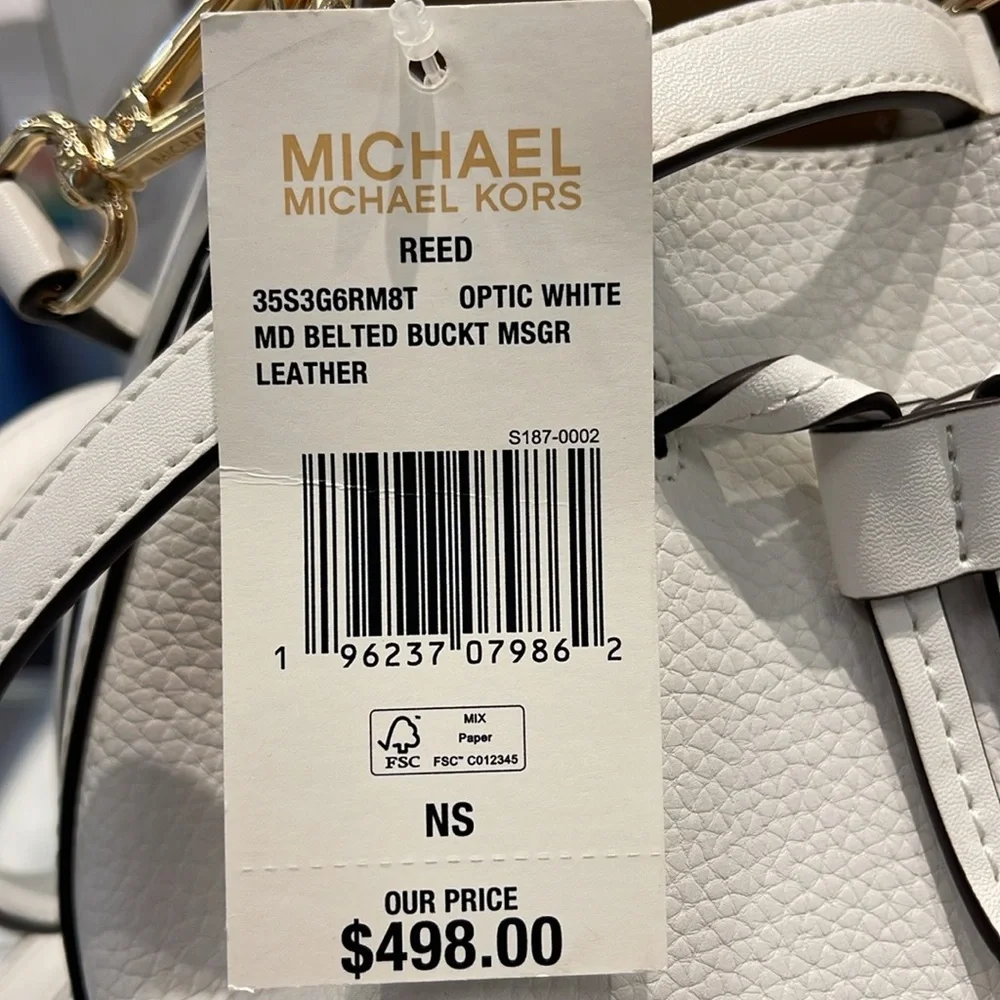 MICHAEL
MICHAEL KORS
REED
35S3G6RM8T OPTIC WHITE
MD BELTED BUCKT MSGR
LEATHER
S187-0002
1 96237 07986 2
FSC
MIX
Paper
FSC™ C012345
NS
OUR PRICE
$498.00